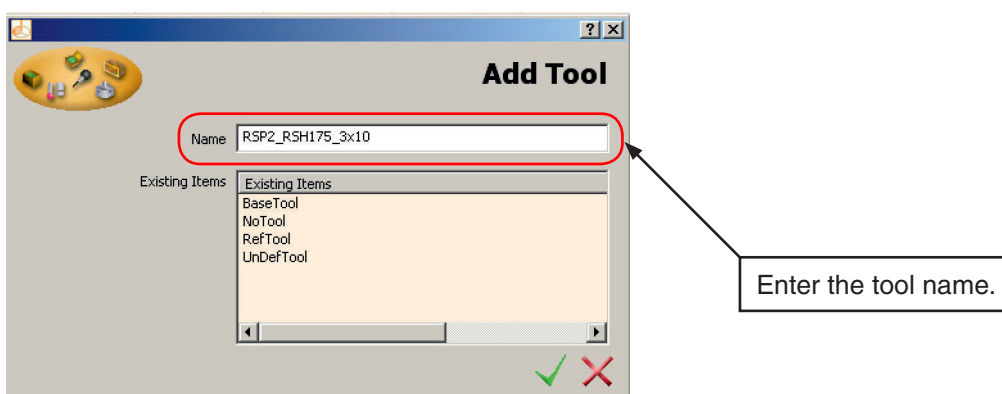 ? ×
Add Tool
Name RSP2_RSH175_3x10
Existing Items Existing Items
BaseTool
NoTool
RefTool
UnDefTool
Enter the tool name.